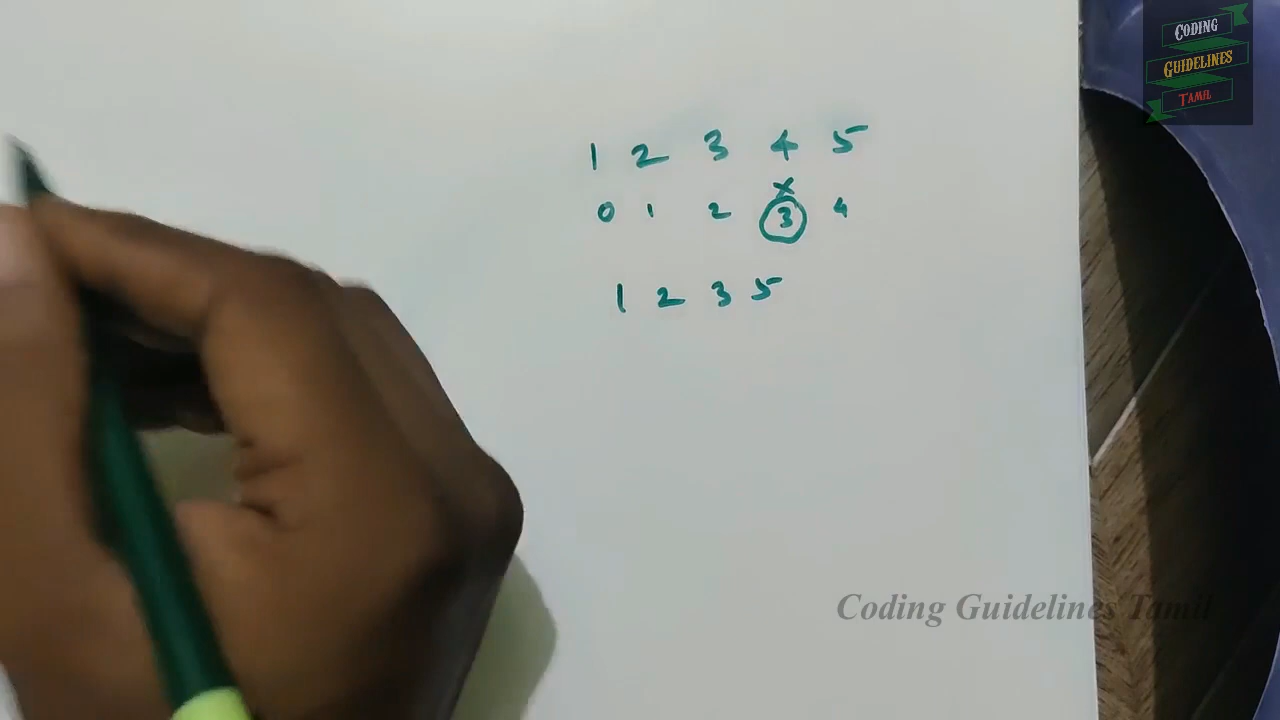 CODING
GUIDELINES
TAMIL
1 2 3 4 5
x
0 1 2 3 4
1 2 3 5
Coding Guidelines Tamil